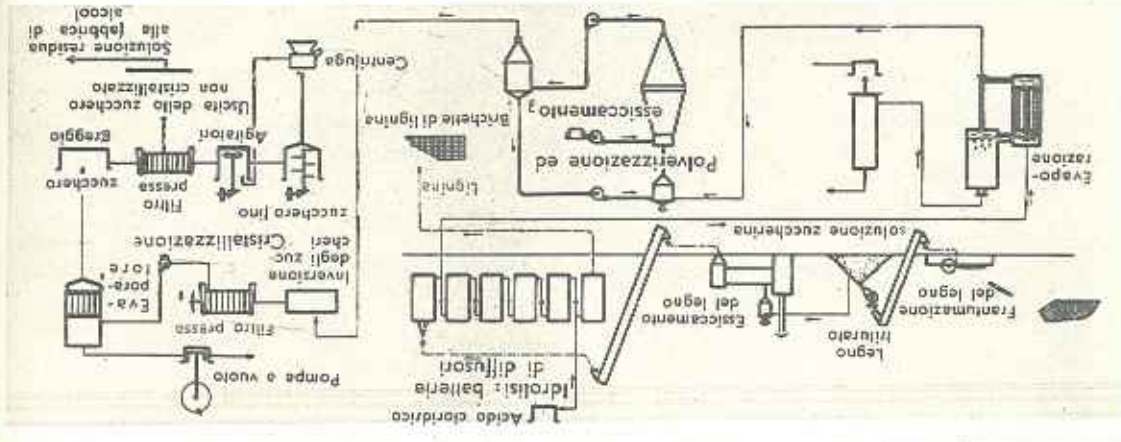 Acido cloridrico
Idrolisi: batteria
di diffusori
Pompa a vuoto
Legno
triturato
Frantumazione
del legno
Essiccamento
del legno
Filtro pressa
Inversione
degli zuc-
cheri
Eva-
pora-
tore
soluzione zuccherina
Cristallizzazione
zucchero fino
Evapo-
razione
Polverizzazione ed
essiccamento
Lignina
Brichette di lignina
Agitatori
Filtro
pressa
zucchero
greggio
Uscita dello zucchero
non cristallizzato
Centrifuga
Soluzione residua
alla fabbrica di
alcool